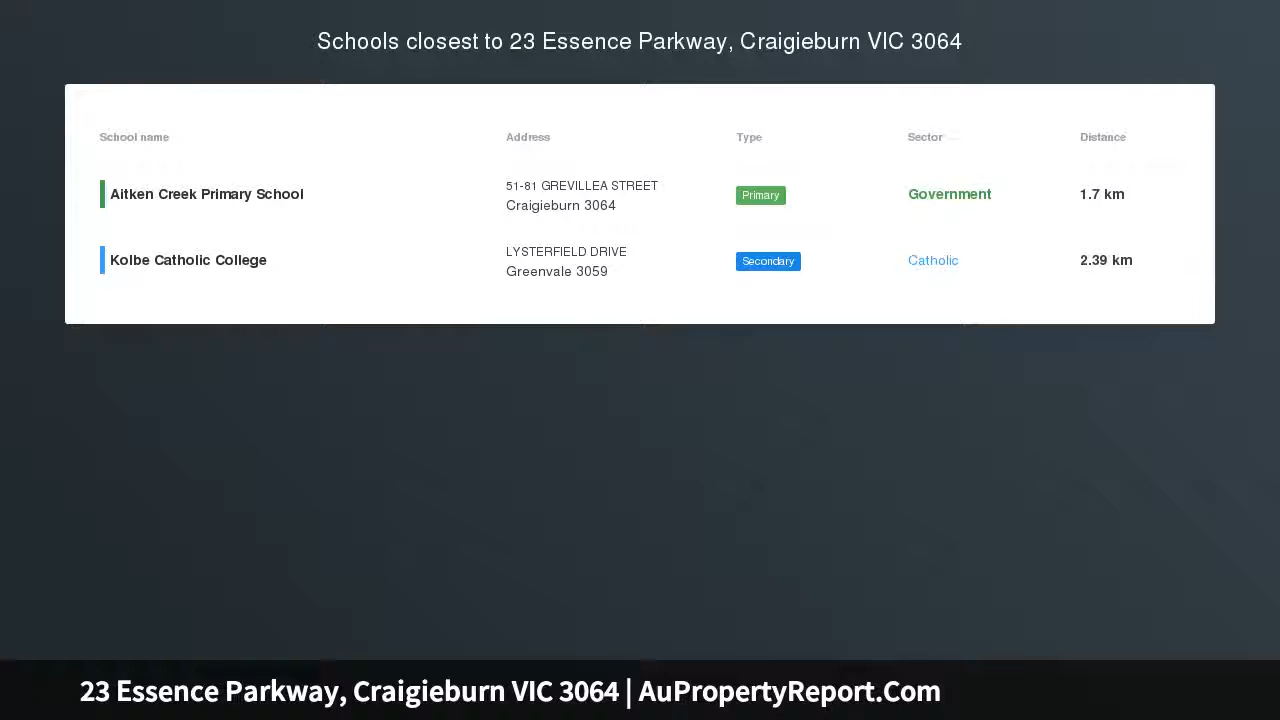 Schools closest to 23 Essence Parkway, Craigieburn VIC 3064
School name Address Type Sector Distance
Aitken Creek Primary School 51-81 GREVILLEA STREET Primary Government 1.7 km
Craigieburn 3064
Kolbe Catholic College LYSTERFIELD DRIVE Secondary Catholic 2.39 km
Greenvale 3059
23 Essence Parkway, Craigieburn VIC 3064 | AuPropertyReport.Com